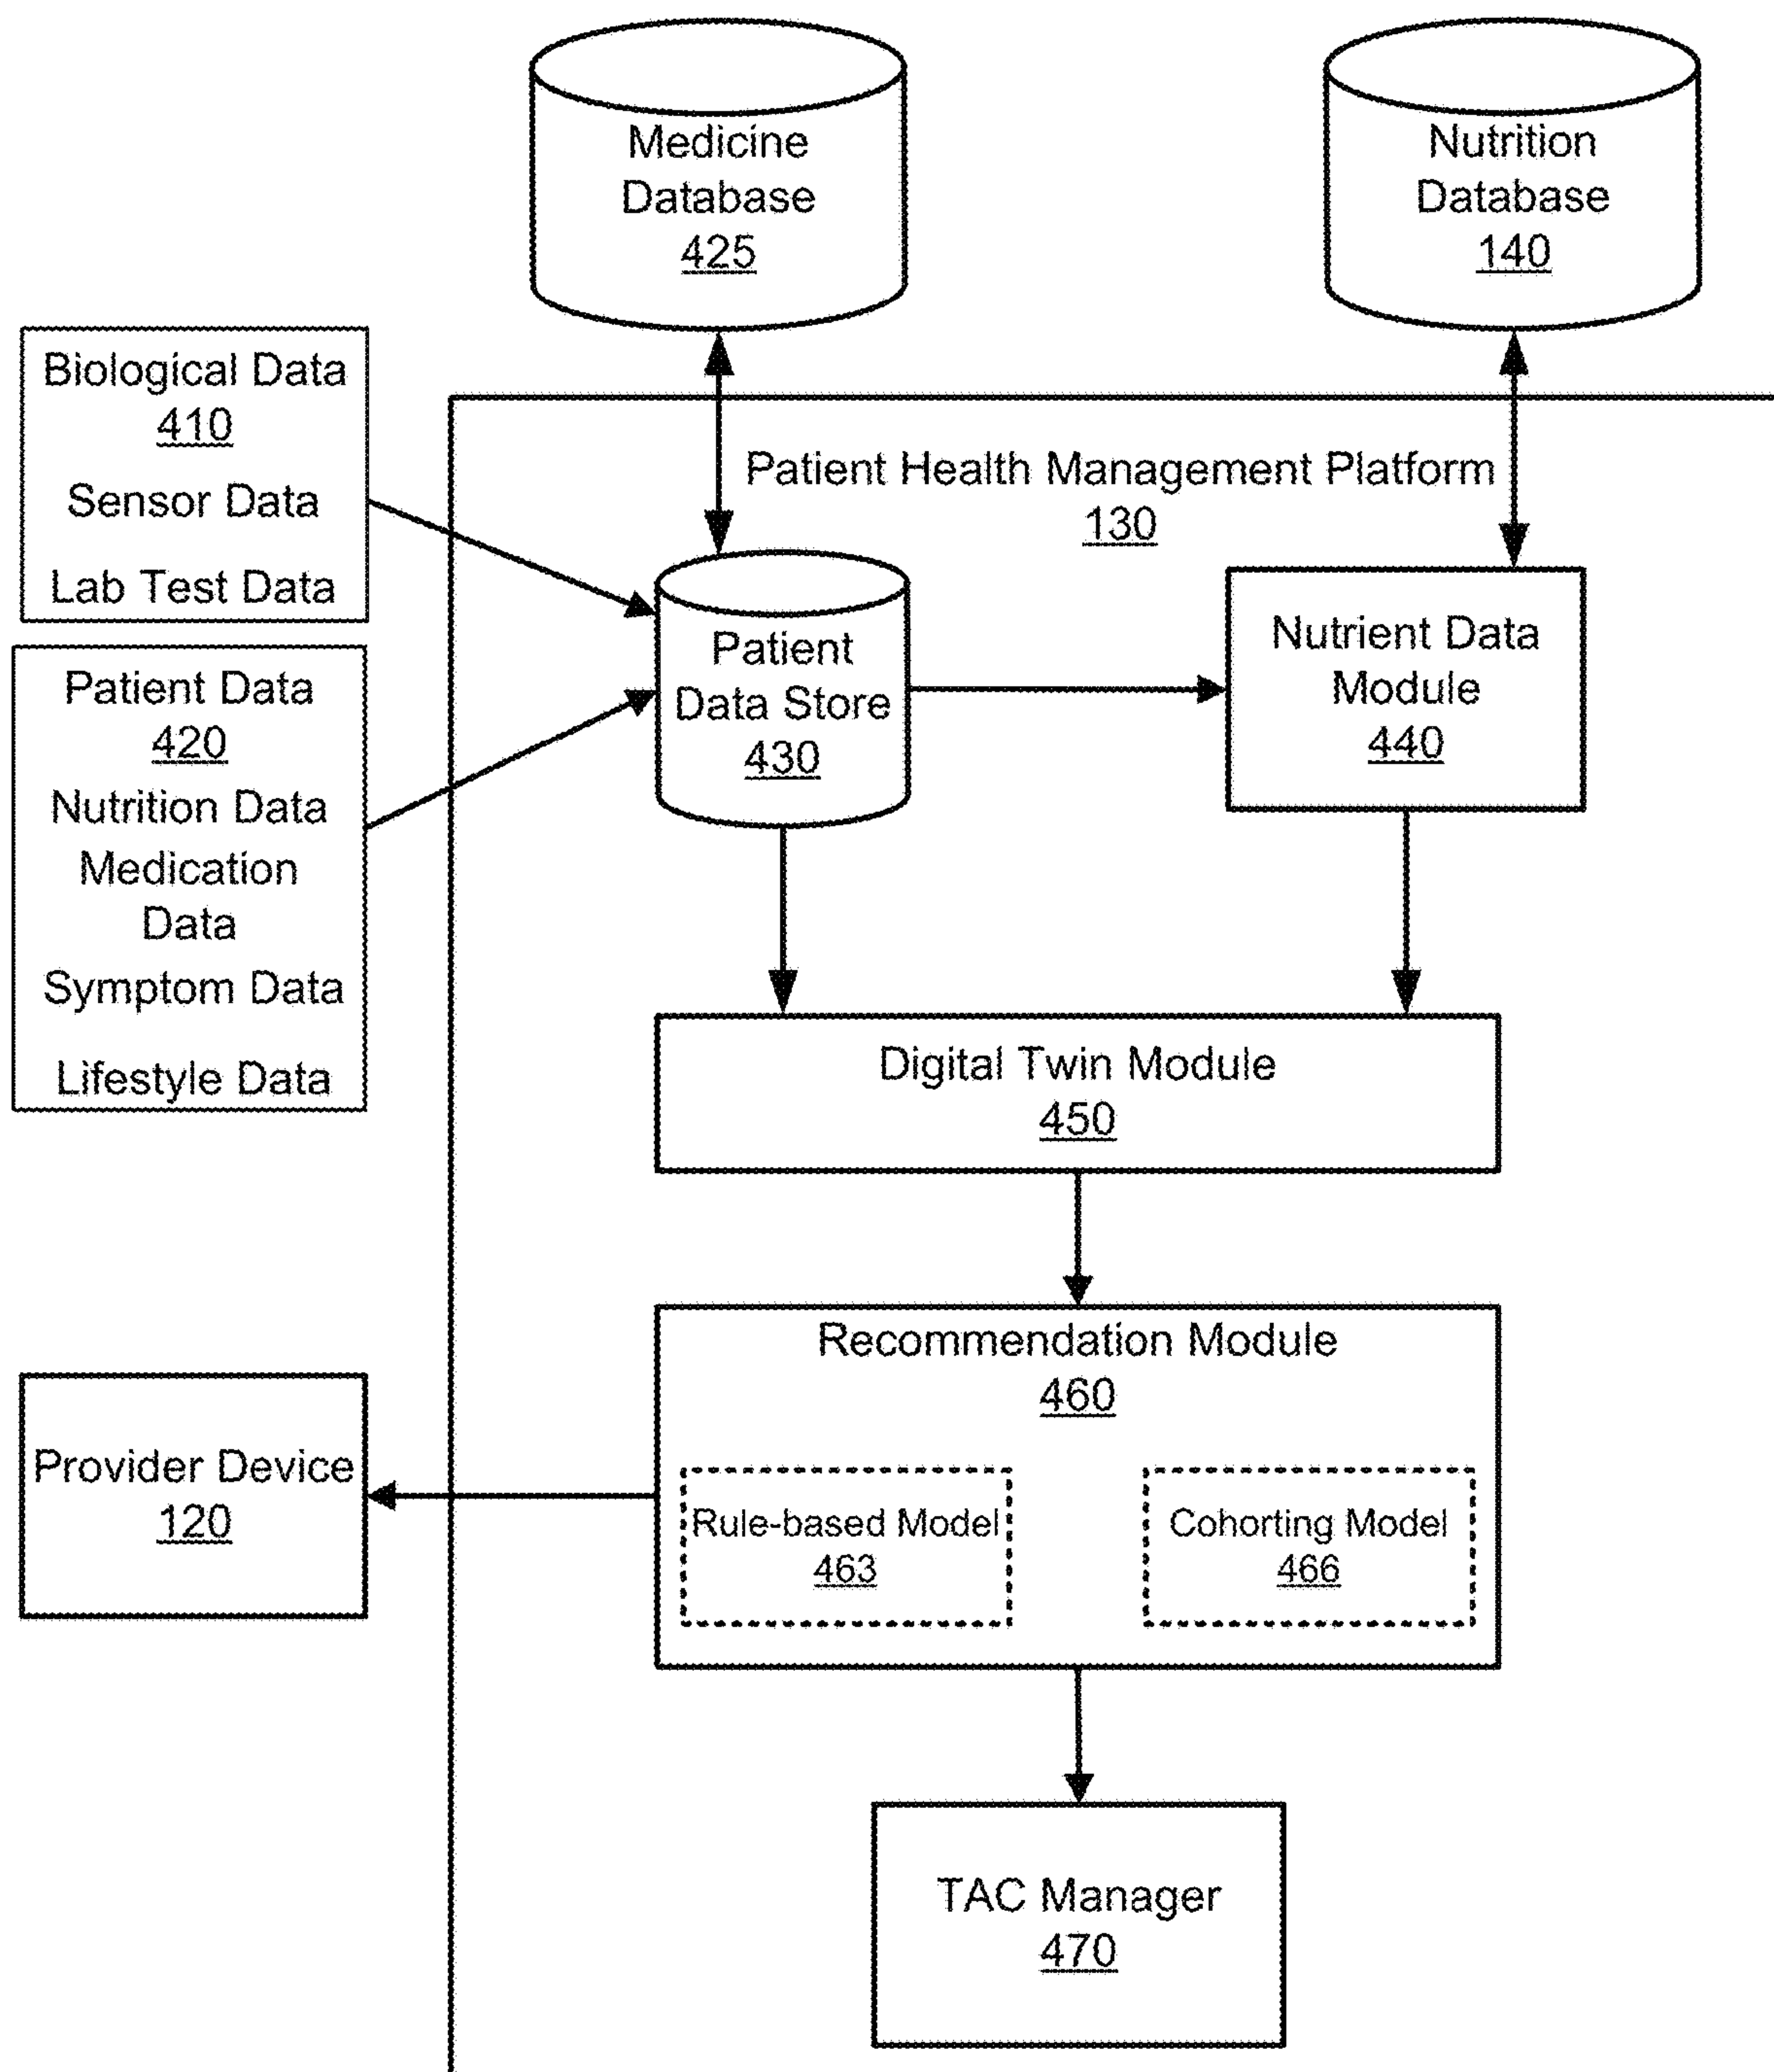 Medicine
Database
425
Nutrition
Database
140
Biological Data
410
Sensor Data
Lab Test Data
Patient Health Management Platform
130
Patient Data
420
Nutrition Data
Medication
Data
Symptom Data
Lifestyle Data
Patient
Data Store
430
Nutrient Data
Module
440
Digital Twin Module
450
Recommendation Module
460
Rule-based Model
463
Cohorting Model
466
Provider Device
120
TAC Manager
470